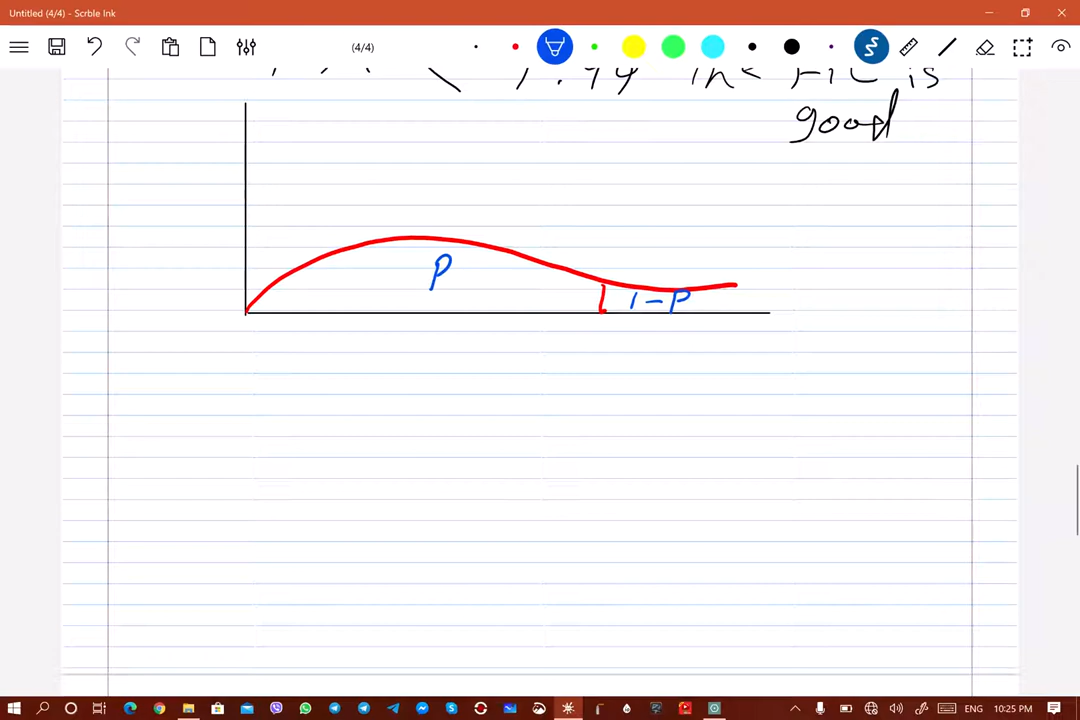 Untitled (4/4) - Scrble Ink
(4/4)
the Fit is
good
P
1-P
ENG 10:25 PM